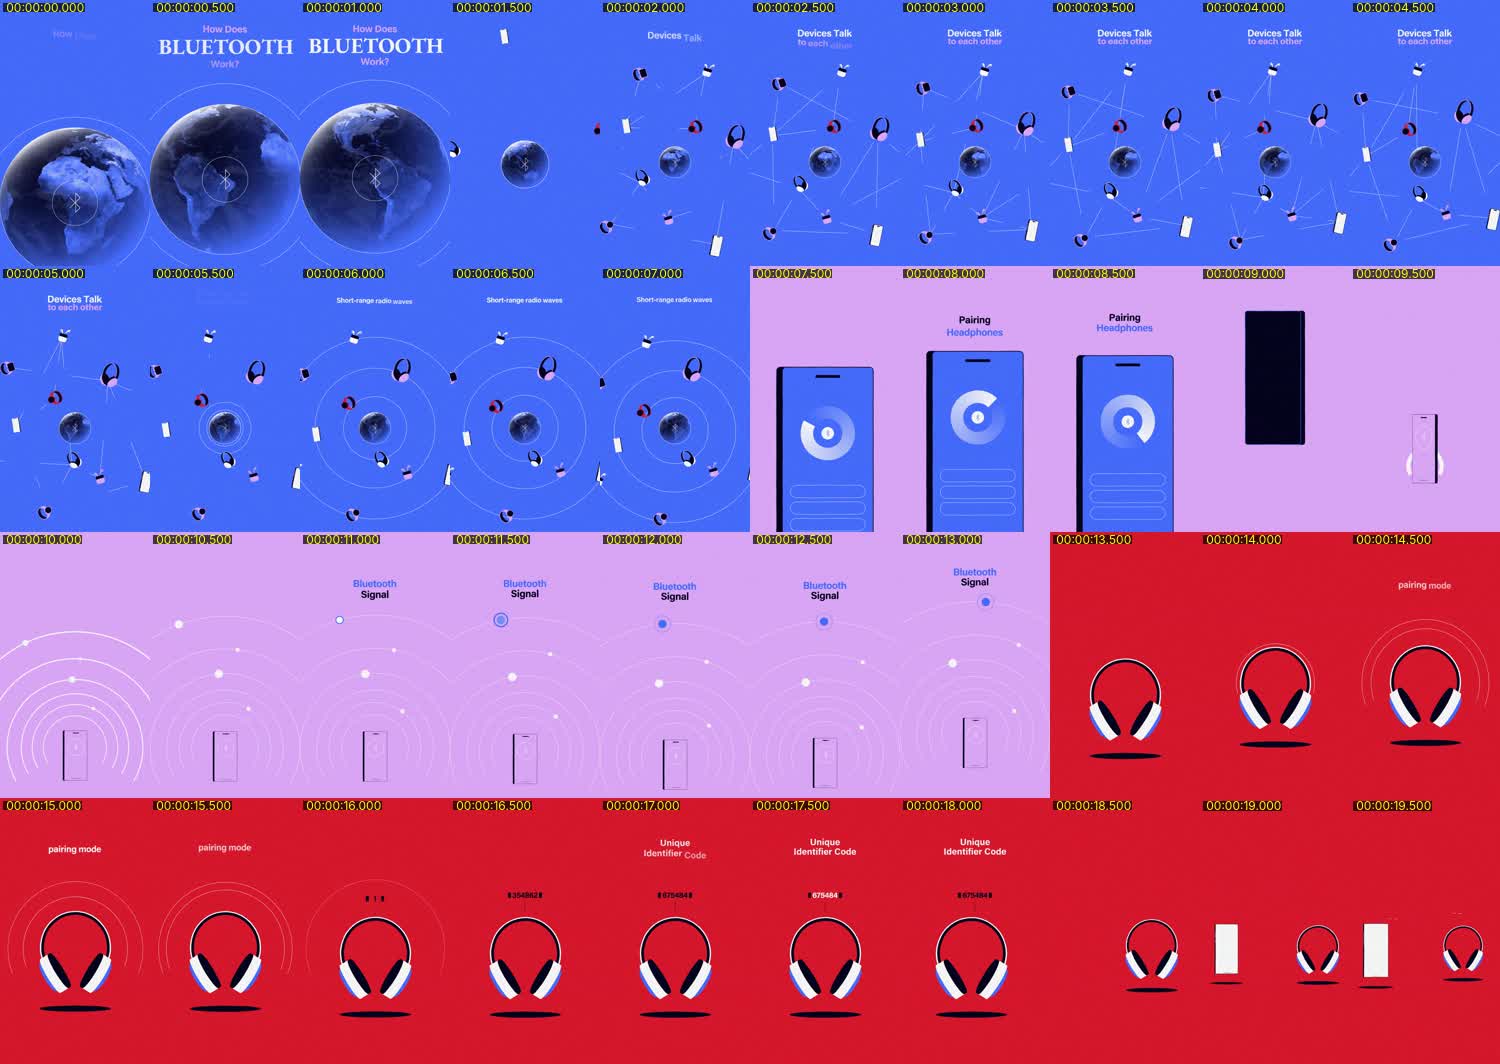 00:00:00.000
00:00:00.500
00:00:01.000
00:00:01.500
00:00:02.000
00:00:02.500
00:00:03.000
00:00:03.500
00:00:04.000
00:00:04.500
How Does
How Does
BLUETOOTH
Work?
How Does
BLUETOOTH
Work?
Devices Talk
Devices Talk
to each other
Devices Talk
to each other
Devices Talk
to each other
Devices Talk
to each other
Devices Talk
to each other
00:00:05.000
00:00:05.500
00:00:06.000
00:00:06.500
00:00:07.000
00:00:07.500
00:00:08.000
00:00:08.500
00:00:09.000
00:00:09.500
Devices Talk
to each other
Short-range radio waves
Short-range radio waves
Short-range radio waves
Pairing
Headphones
Pairing
Headphones
00:00:10.000
00:00:10.500
00:00:11.000
00:00:11.500
00:00:12.000
00:00:12.500
00:00:13.000
00:00:13.500
00:00:14.000
00:00:14.500
Bluetooth
Signal
Bluetooth
Signal
Bluetooth
Signal
Bluetooth
Signal
Bluetooth
Signal
pairing mode
00:00:15.000
00:00:15.500
00:00:16.000
00:00:16.500
00:00:17.000
00:00:17.500
00:00:18.000
00:00:18.500
00:00:19.000
00:00:19.500
pairing mode
pairing mode
354862
Unique
Identifier Code
675484
Unique
Identifier Code
675484
Unique
Identifier Code
675484